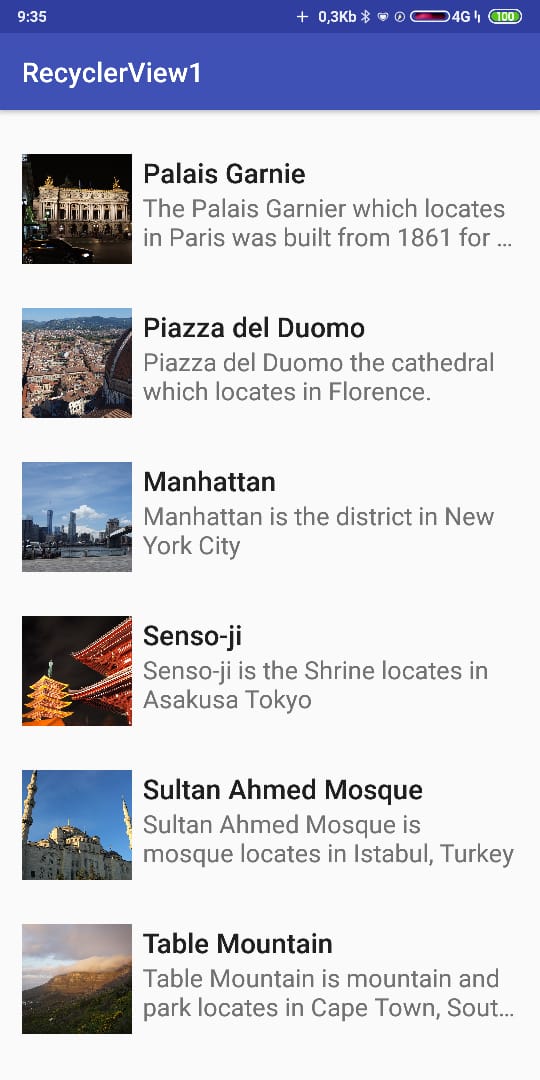 9:35
+ 0,3Kb 4G 100
RecyclerView1
Palais Garnie
The Palais Garnier which locates
in Paris was built from 1861 for ...
Piazza del Duomo
Piazza del Duomo the cathedral
which locates in Florence.
Manhattan
Manhattan is the district in New
York City
Senso-ji
Senso-ji is the Shrine locates in
Asakusa Tokyo
Sultan Ahmed Mosque
Sultan Ahmed Mosque is
mosque locates in Istabul, Turkey
Table Mountain
Table Mountain is mountain and
park locates in Cape Town, Sout...